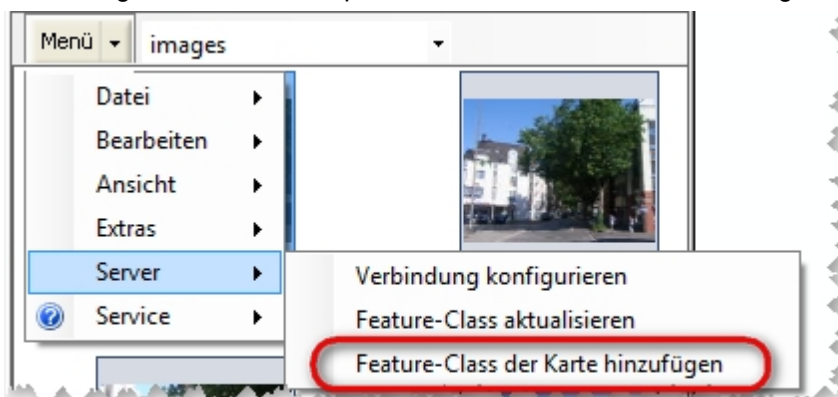 Menü images
Datei
Bearbeiten
Ansicht
Extras
Server
Service
Verbindung konfigurieren
Feature-Class aktualisieren
Feature-Class der Karte hinzufügen